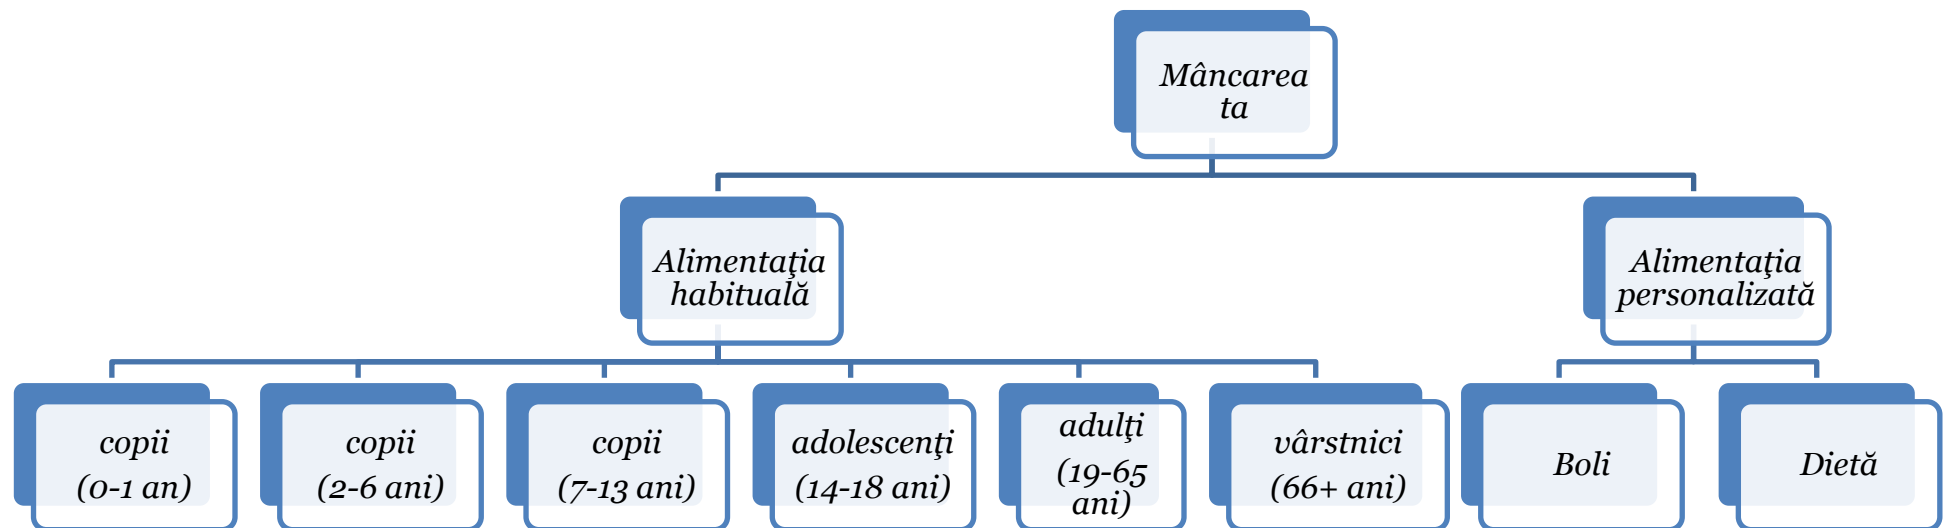 Mâncarea
ta
Alimentaţia
habituală
Alimentaţia
personalizată
copii
(0-1 an)
copii
(2-6 ani)
copii
(7-13 ani)
adolescenţi
(14-18 ani)
adulţi
(19-65
ani)
vârstnici
(66+ ani)
Boli
Dietă